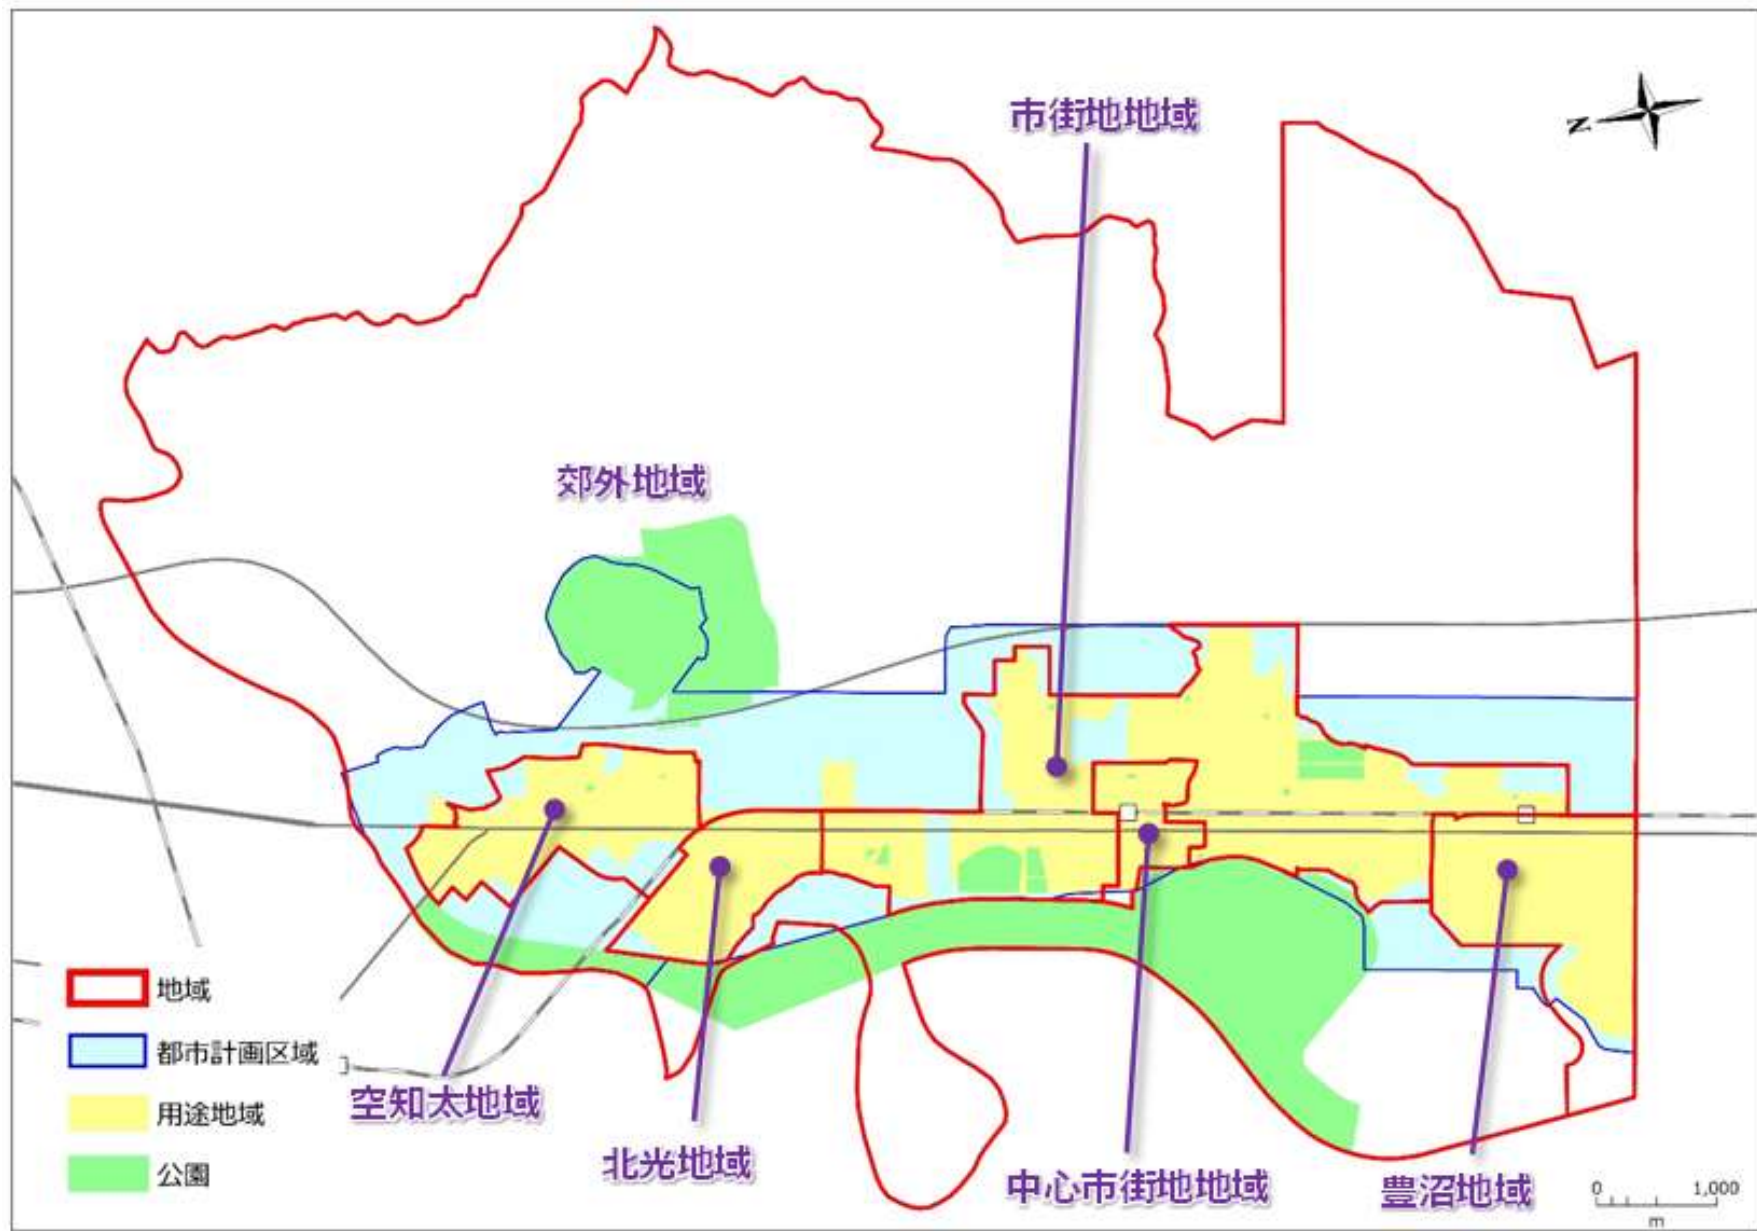 市街地地域
N
郊外地域
地域
都市計画区域
用途地域
公園
空知太地域
北光地域
中心市街地地域
豊沼地域
0 1,000
m